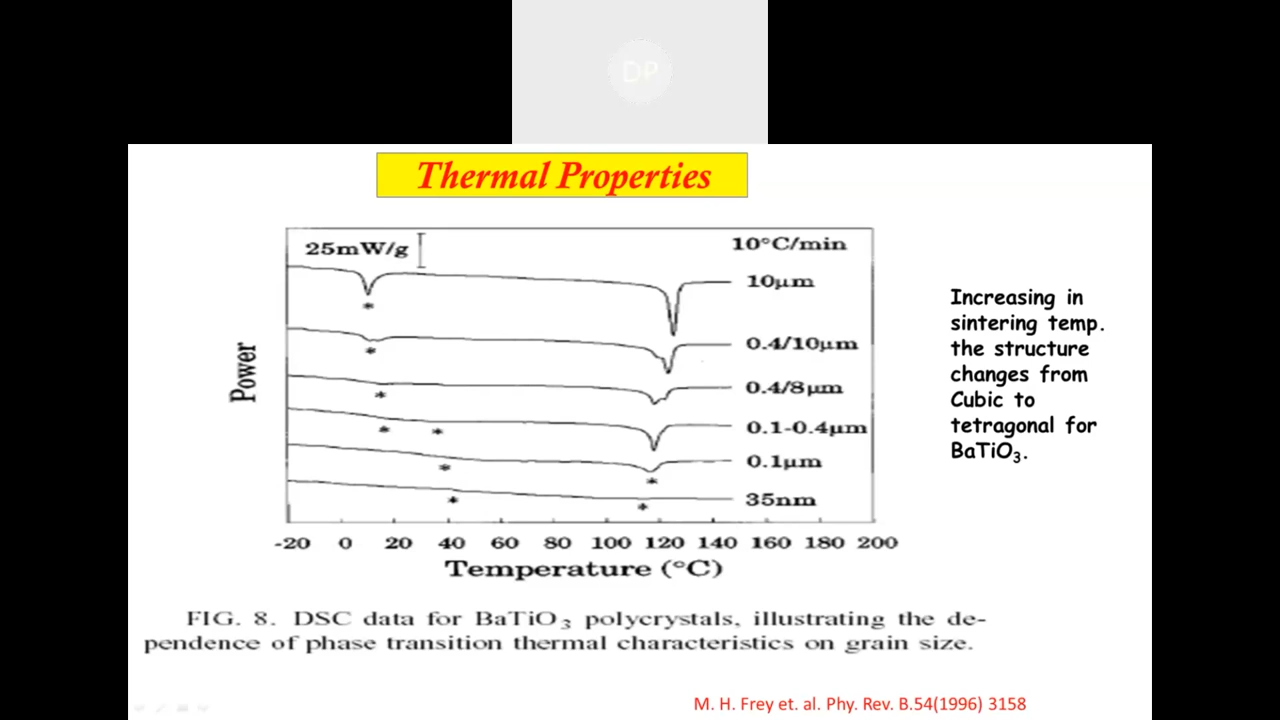 DP
Thermal Properties
25mW/g
10°C/min
10μm
0.4/10μm
0.4/8μm
0.1-0.4μm
0.1μm
35nm
Power
* * * * * * * * * *
-20 0 20 40 60 80 100 120 140 160 180 200
Temperature (°C)
Increasing in
sintering temp.
the structure
changes from
Cubic to
tetragonal for
BaTiO₃.
FIG. 8. DSC data for BaTiO₃ polycrystals, illustrating the de-
pendence of phase transition thermal characteristics on grain size.
M. H. Frey et. al. Phy. Rev. B.54(1996) 3158